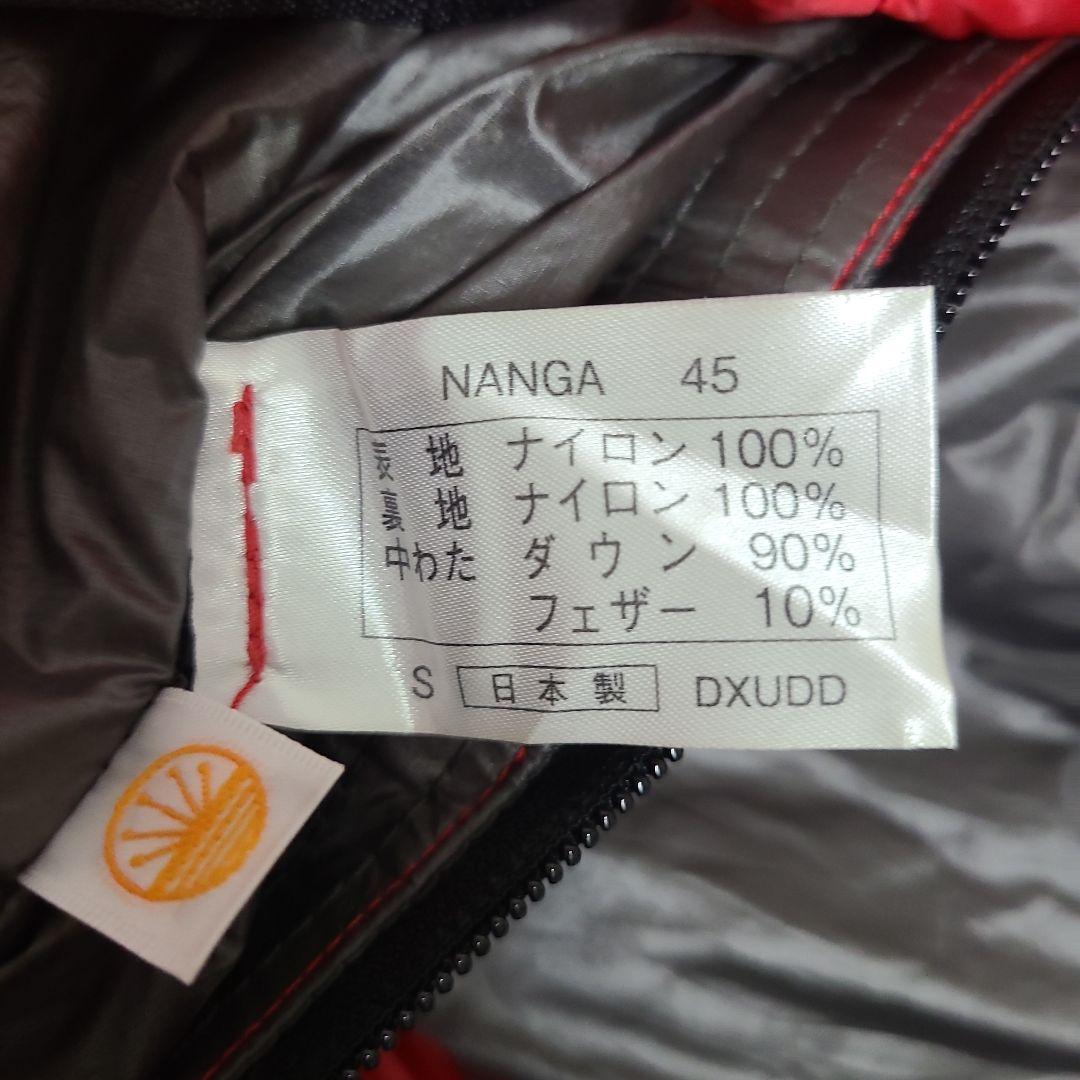 NANGA 45
表 地 ナイロン 100%
裏 地 ナイロン 100%
中わた ダウン 90%
フェザー 10%
S 日本製 DXUDD